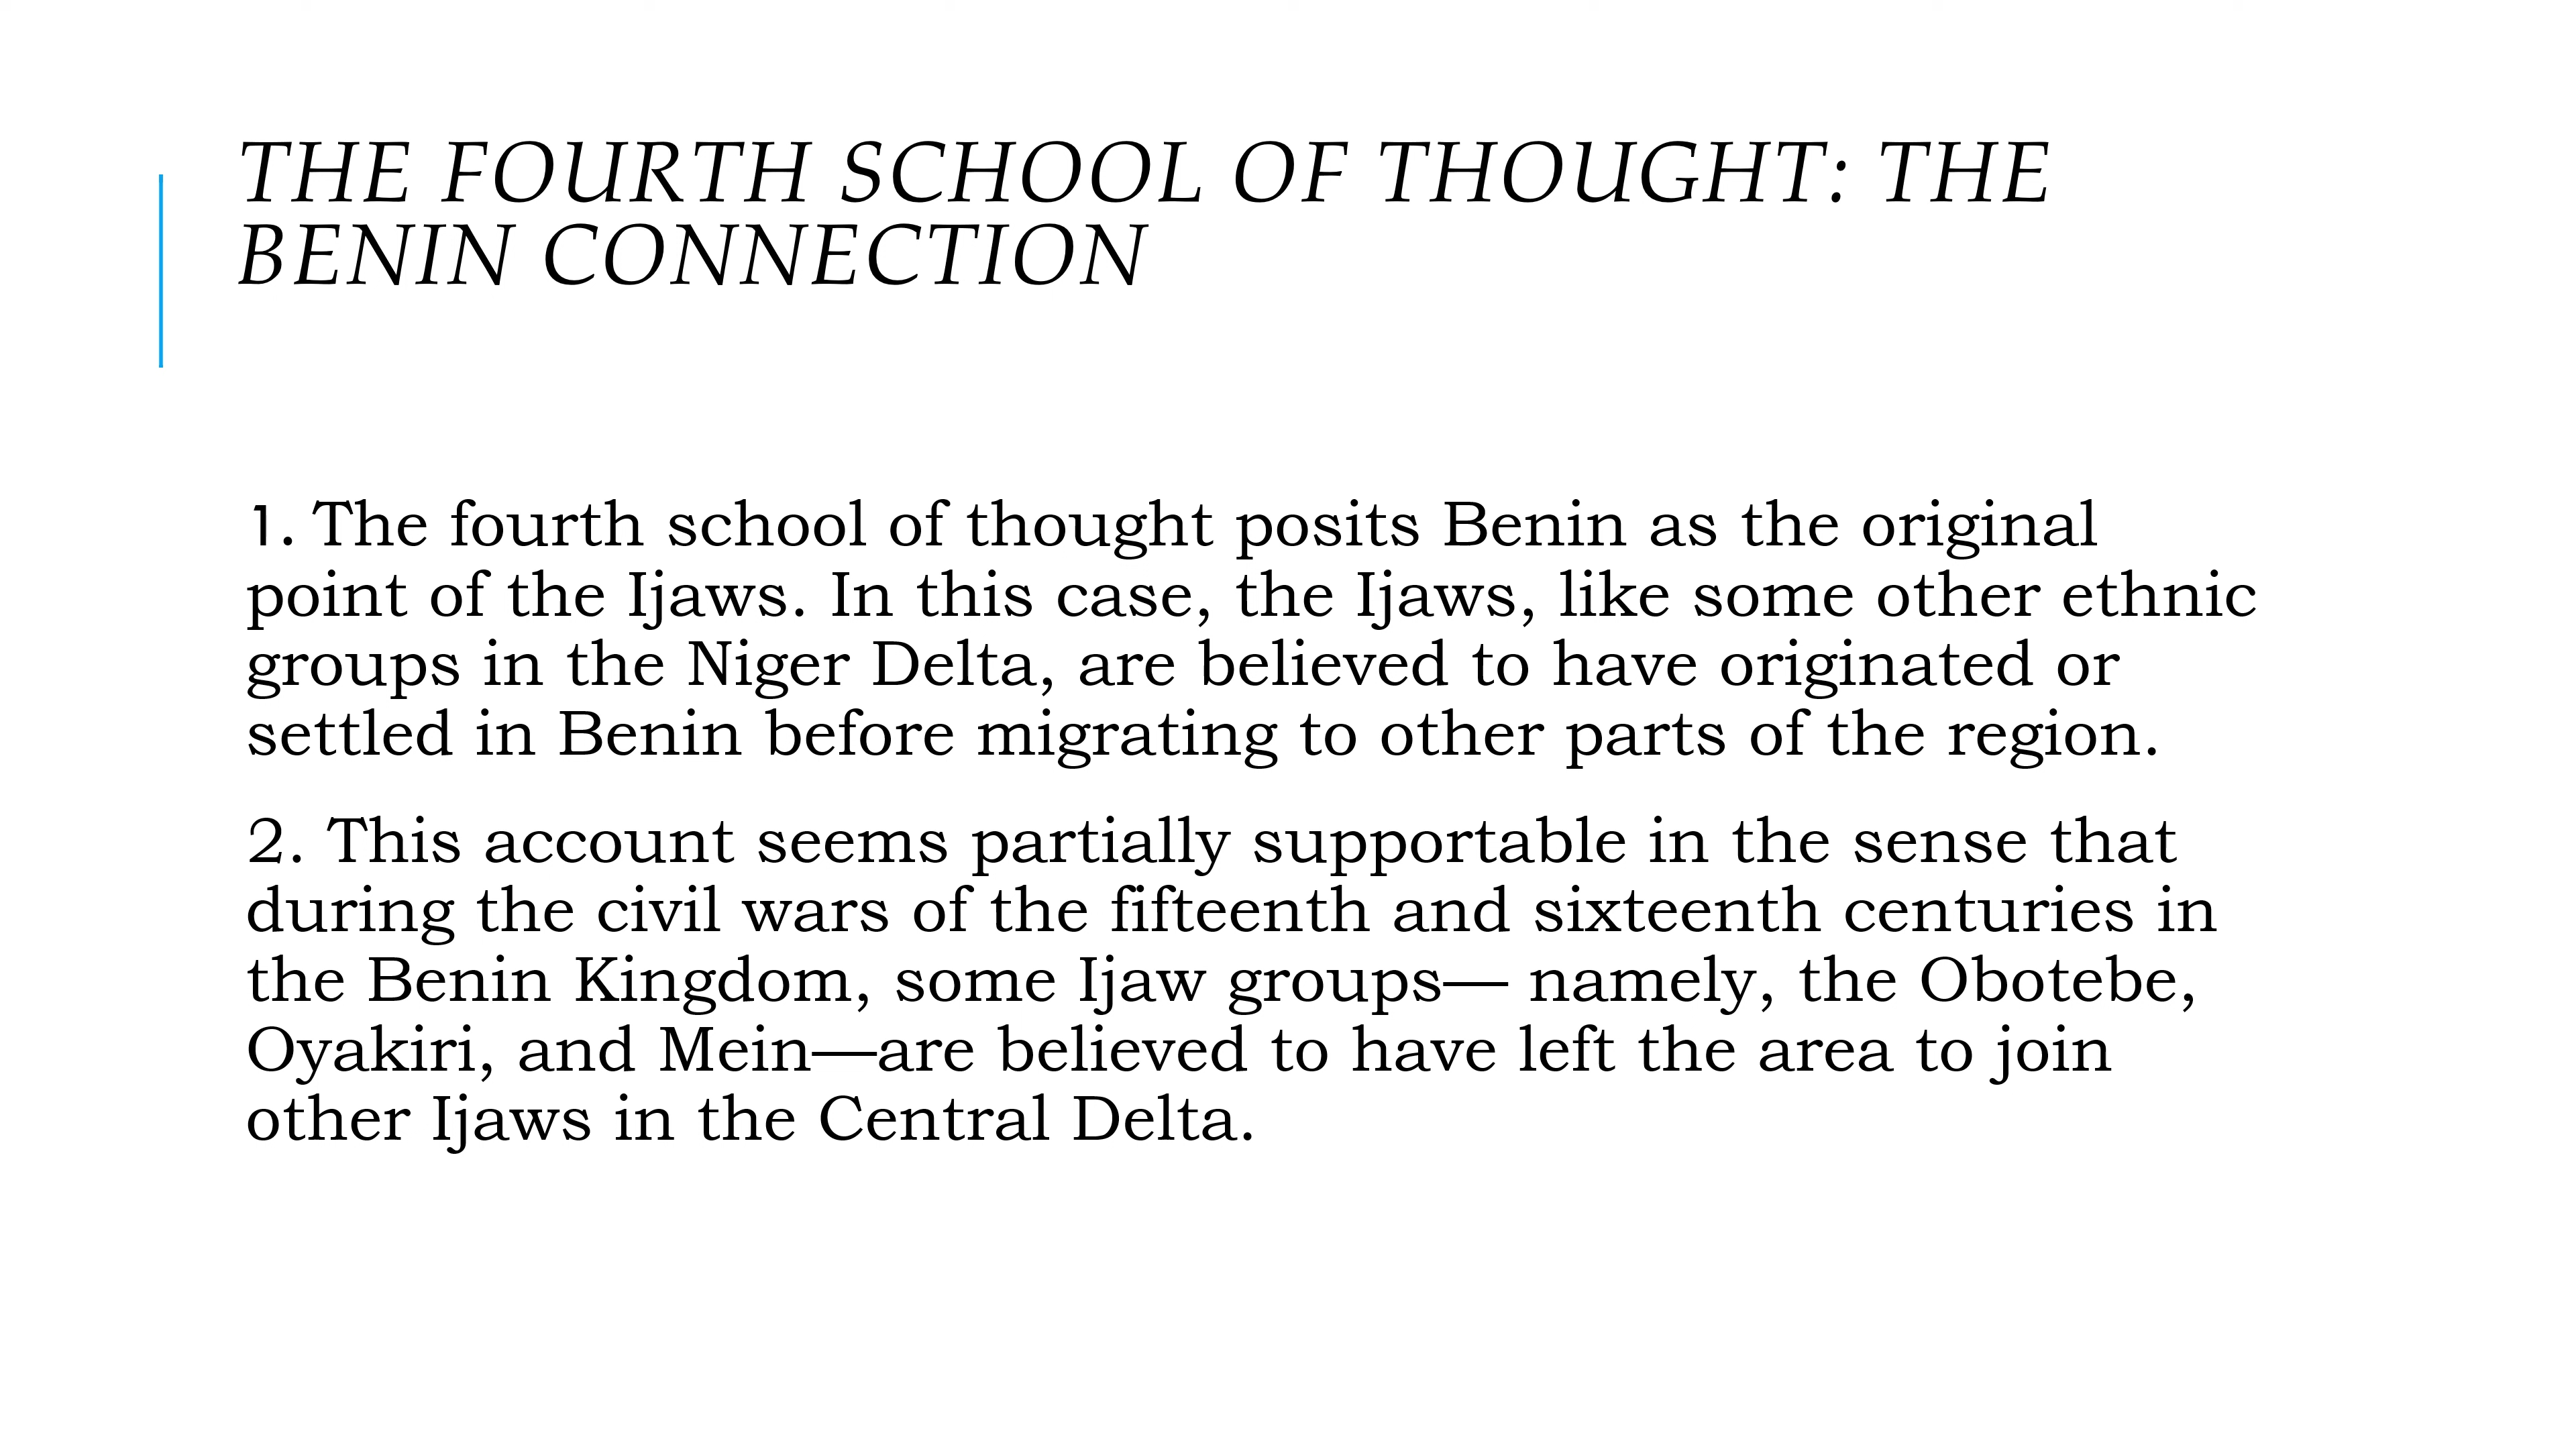 THE FOURTH SCHOOL OF THOUGHT: THE
BENIN CONNECTION
1. The fourth school of thought posits Benin as the original
point of the Ijaws. In this case, the Ijaws, like some other ethnic
groups in the Niger Delta, are believed to have originated or
settled in Benin before migrating to other parts of the region.
2. This account seems partially supportable in the sense that
during the civil wars of the fifteenth and sixteenth centuries in
the Benin Kingdom, some Ijaw groups— namely, the Obotebe,
Oyakiri, and Mein—are believed to have left the area to join
other Ijaws in the Central Delta.